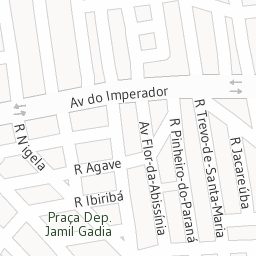 Av do Imperador
R Nigela
R Agave
R Ibiribá
Praça Dep.
Jamil Gadia
Av Flor-da-Abissínia
R Pinheiro-do-Paraná
R Trevo-de-Santa-Maria
R Jacareúba